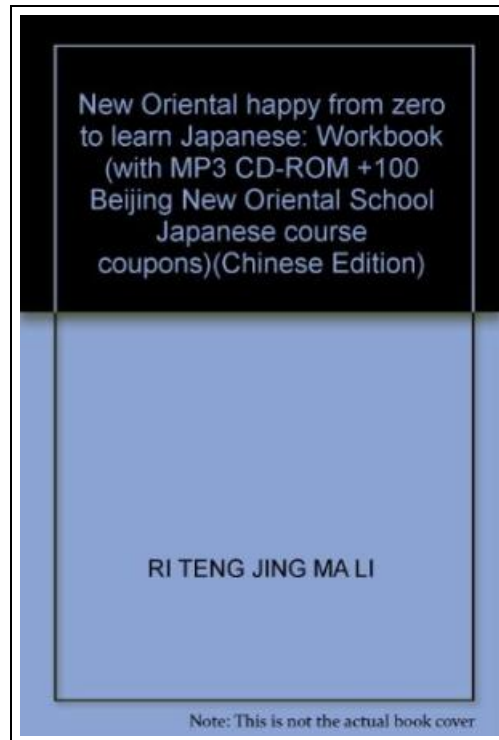 New Oriental happy from zero
to learn Japanese: Workbook
(with MP3 CD-ROM +100
Beijing New Oriental School
Japanese course
coupons)(Chinese Edition)
RI TENG JING MA LI
Note: This is not the actual book cover